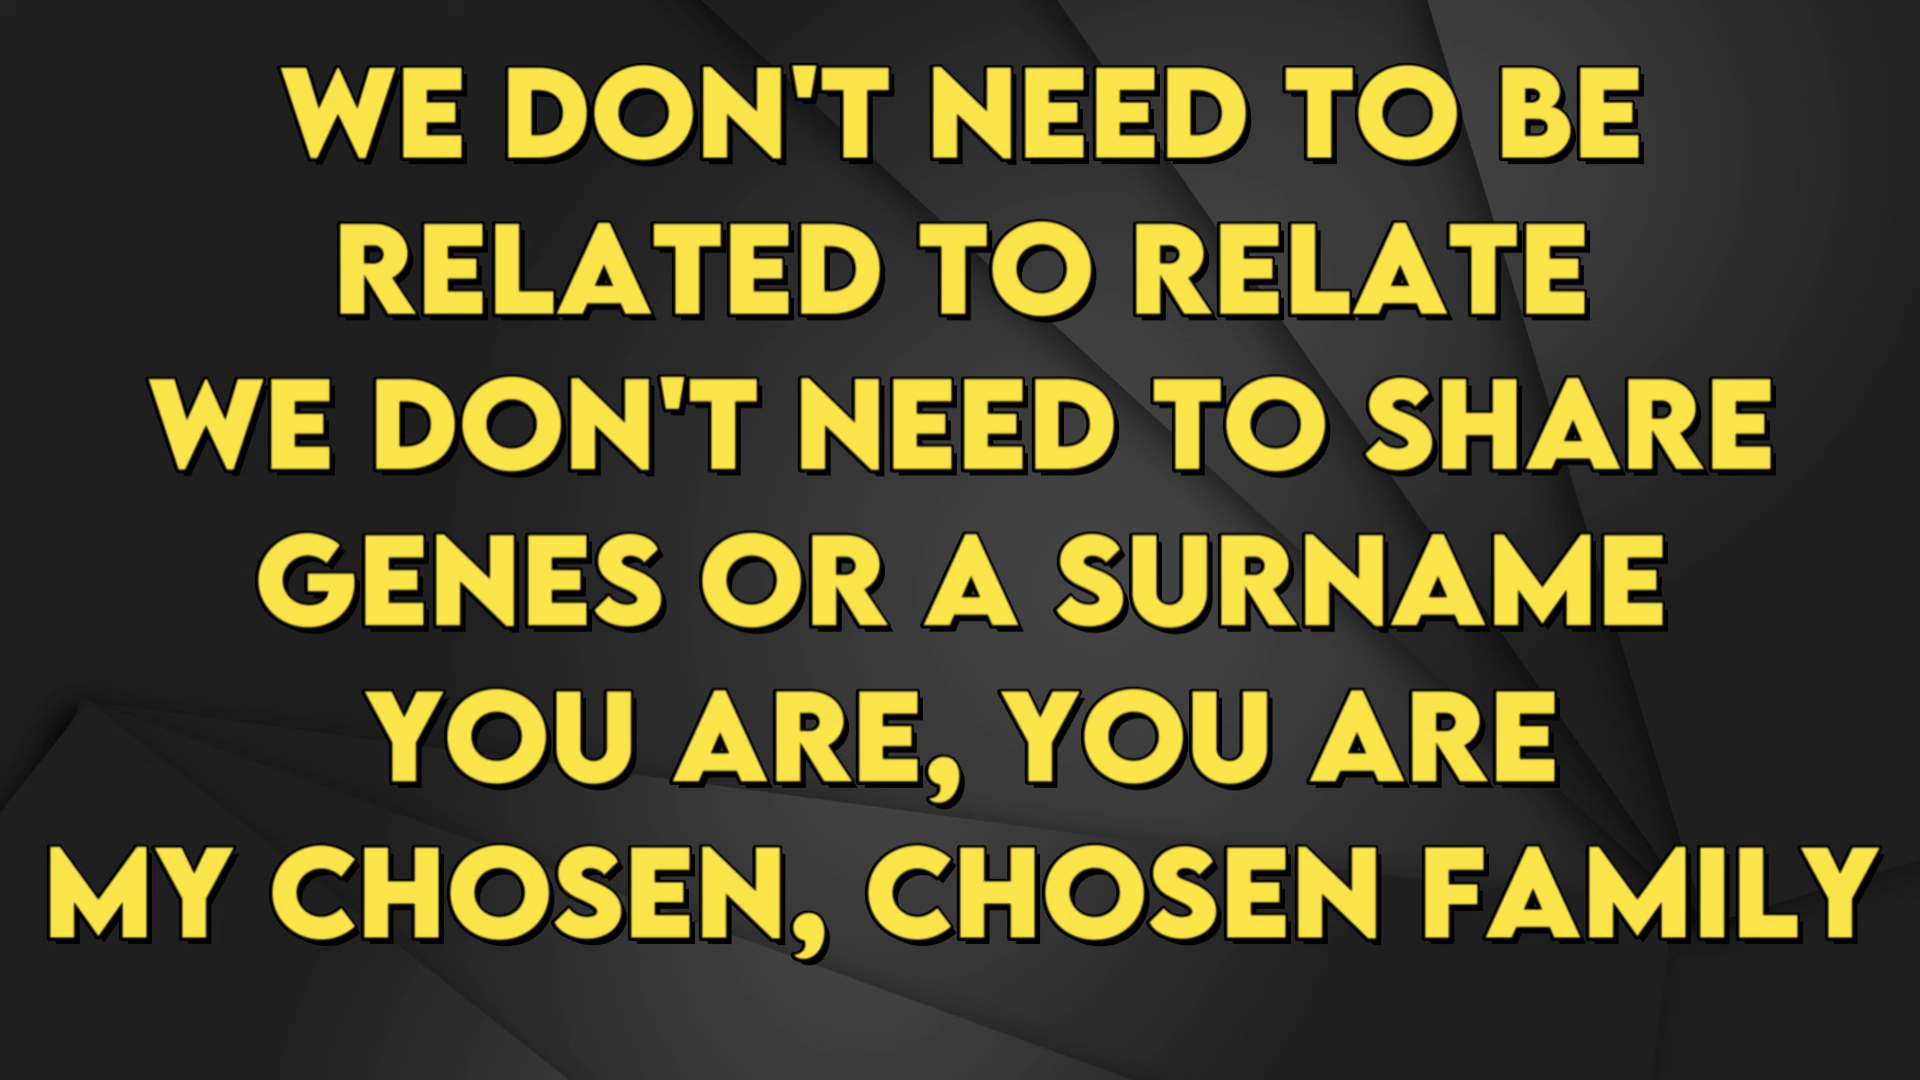 WE DON'T NEED TO BE
RELATED TO RELATE
WE DON'T NEED TO SHARE
GENES OR A SURNAME
YOU ARE, YOU ARE
MY CHOSEN, CHOSEN FAMILY